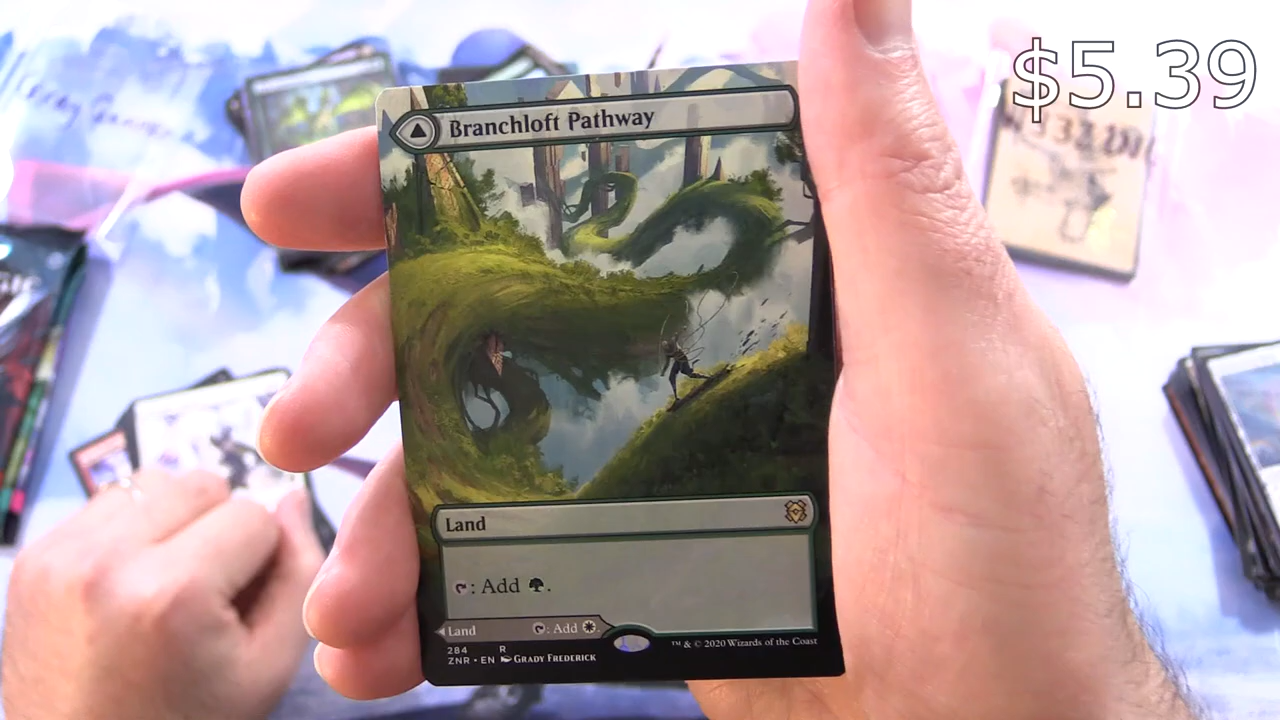 $5.39
Branchloft Pathway
Land
: Add .
Land : Add .
284 R
ZNR • EN Grady Frederick
™ & © 2020 Wizards of the Coast